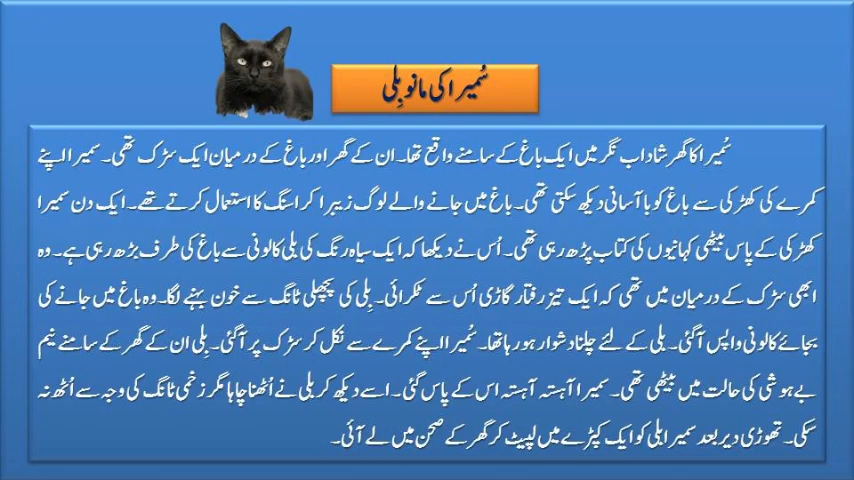 سُمیرا کی مانو بِلی
سُمیرا کا گھر شاداب نگر میں ایک باغ کے سامنے واقع تھا۔ ان کے گھر اور باغ کے درمیان ایک سڑک تھی۔ سمیرا اپنے
کمرے کی کھڑکی سے باغ کو با آسانی دیکھ سکتی تھی۔ باغ میں جانے والے لوگ زیبرا کراسنگ کا استعمال کرتے تھے۔ ایک دن سمیرا
کھڑکی کے پاس بیٹھی کہانیوں کی کتاب پڑھ رہی تھی۔ اُس نے دیکھا کہ ایک سیاہ رنگ کی بلی کالونی سے باغ کی طرف بڑھ رہی ہے۔ وہ
ابھی سڑک کے درمیان میں تھی کہ ایک تیز رفتار گاڑی اُس سے ٹکرائی۔ بِلی کی پچھلی ٹانگ سے خون بہنے لگا۔ وہ باغ میں جانے کی
بجائے کالونی واپس آگئی۔ بلی کے لئے چلنا دشوار ہو رہا تھا۔ سُمیرا اپنے کمرے سے نکل کر سڑک پر آگئی۔ بِلی ان کے گھر کے سامنے نیم
بے ہوشی کی حالت میں بیٹھی تھی۔ سمیرا آہستہ آہستہ اس کے پاس گئی۔ اسے دیکھ کر بلی نے اُٹھنا چاہا مگر زخمی ٹانگ کی وجہ سے اُٹھ نہ
سکی۔ تھوڑی دیر بعد سمیرا بلی کو ایک کپڑے میں لپیٹ کر گھر کے صحن میں لے آئی۔